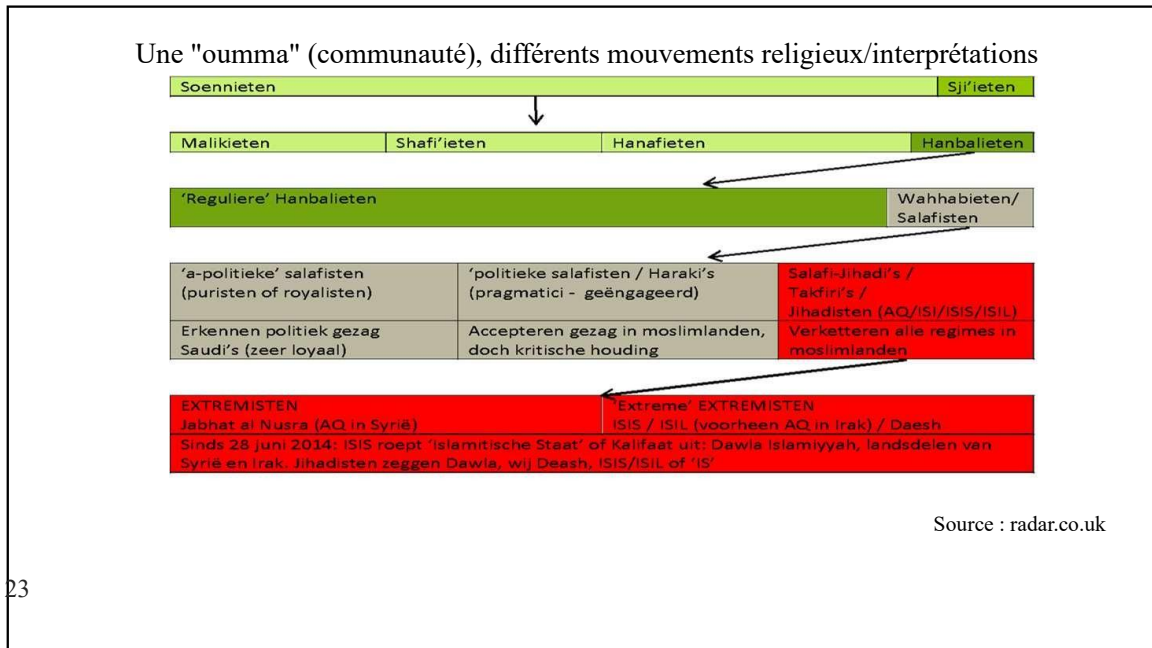 Une "oumma" (communauté), différents mouvements religieux/interprétations
Soennieten
Sji'ieten
Malikieten
Shafi'ieten
Hanafieten
Hanbalieten
'Reguliere' Hanbalieten
Wahhabieten/
Salafisten
'a-politieke' salafisten
(puristen of royalisten)
'politieke salafisten / Haraki's
(pragmatici - geëngageerd)
Salafi-Jihadi's /
Takfiri's /
Jihadisten (AQ/ISI/ISIS/ISIL)
Erkennen politiek gezag
Saudi's (zeer loyaal)
Accepteren gezag in moslimlanden,
doch kritische houding
Verketteren alle regimes in
moslimlanden
EXTREMISTEN
Jabhat al Nusra (AQ in Syrië)
'Extreme' EXTREMISTEN
ISIS / ISIL (voorheen AQ in Irak) / Daesh
Sinds 28 juni 2014: ISIS roept 'Islamitische Staat' of Kalifaat uit: Dawla Islamiyyah, landsdelen van
Syrië en Irak. Jihadisten zeggen Dawla, wij Deash, ISIS/ISIL of 'IS'
Source : radar.co.uk
23